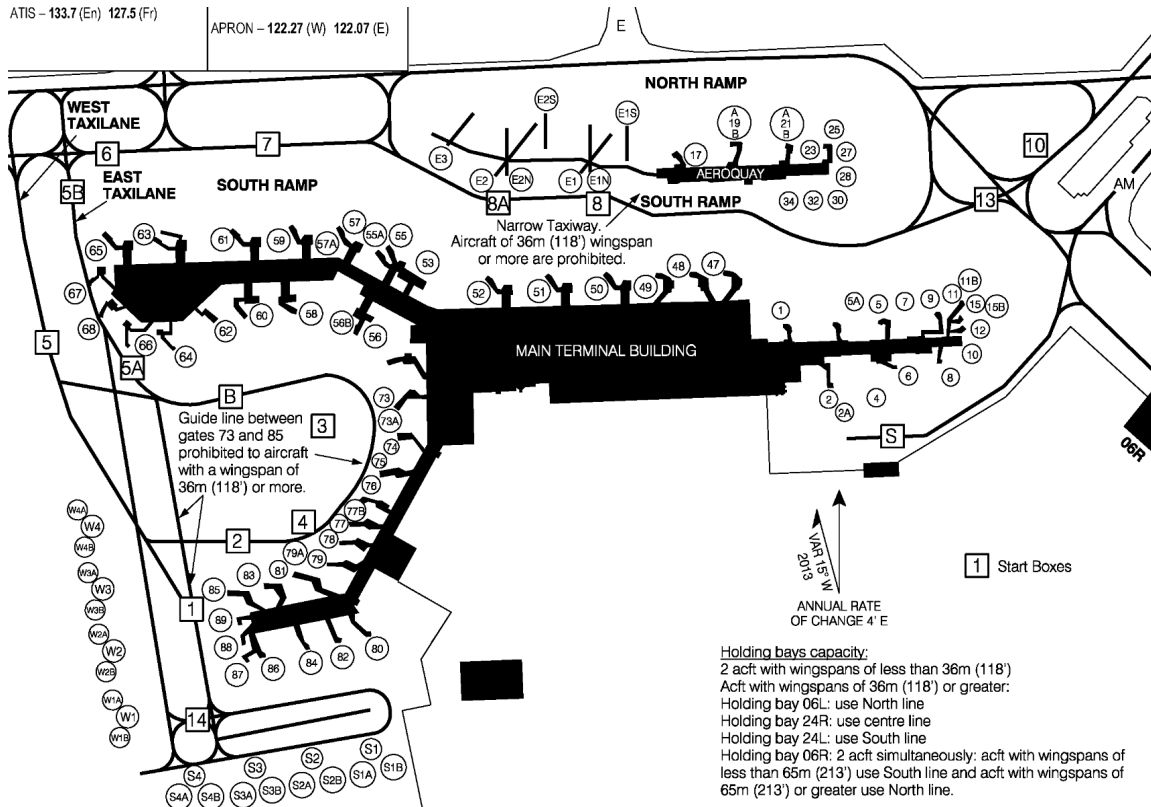 ATIS – 133.7 (En) 127.5 (Fr)
APRON – 122.27 (W) 122.07 (E)
E
NORTH RAMP
WEST
TAXILANE
6
7
5B
EAST
TAXILANE
SOUTH RAMP
E3
E2
E2N
E2S
E1
E1N
E1S
17
A
19
B
A
21
B
23
25
27
28
30
32
34
AEROQUAY
SOUTH RAMP
8A
8
10
13
AM
Narrow Taxiway.
Aircraft of 36m (118') wingspan
or more are prohibited.
65
63
61
59
57A
57
55A
55
53
67
68
66
64
62
60
58
56B
56
52
51
50
49
48
47
MAIN TERMINAL BUILDING
1
5A
5
7
9
11
11B
15
15B
12
10
8
6
4
2
2A
S
06R
5
5A
B
3
Guide line between
gates 73 and 85
prohibited to aircraft
with a wingspan of
36m (118') or more.
73
73A
74
75
76
77B
77
78
79A
79
4
2
1
81
83
85
89
88
87
86
84
82
80
W4A
W4
W4B
W3A
W3
W3B
W2A
W2
W2B
W1A
W1
W1B
14
S4
S3
S2
S1
S4A
S4B
S3A
S3B
S2A
S2B
S1A
S1B
VAR 15° W
2013
ANNUAL RATE
OF CHANGE 4' E
1 Start Boxes
Holding bays capacity:
2 acft with wingspans of less than 36m (118')
Acft with wingspans of 36m (118') or greater:
Holding bay 06L: use North line
Holding bay 24R: use centre line
Holding bay 24L: use South line
Holding bay 06R: 2 acft simultaneously: acft with wingspans of
less than 65m (213') use South line and acft with wingspans of
65m (213') or greater use North line.